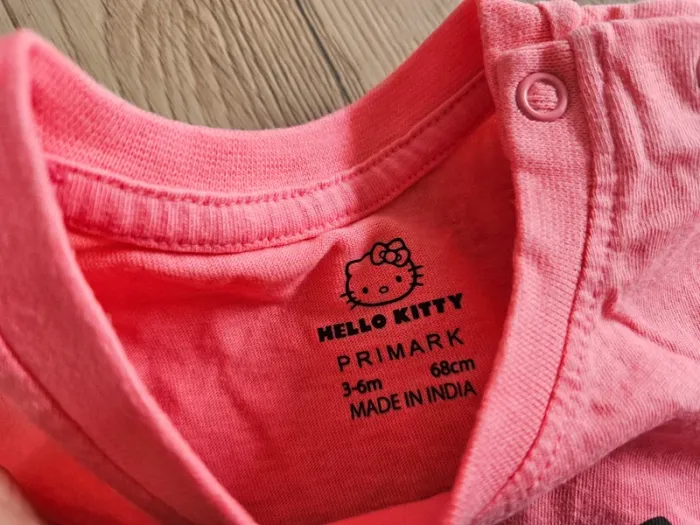 HELLO KITTY
PRIMARK
3-6m 68cm
MADE IN INDIA